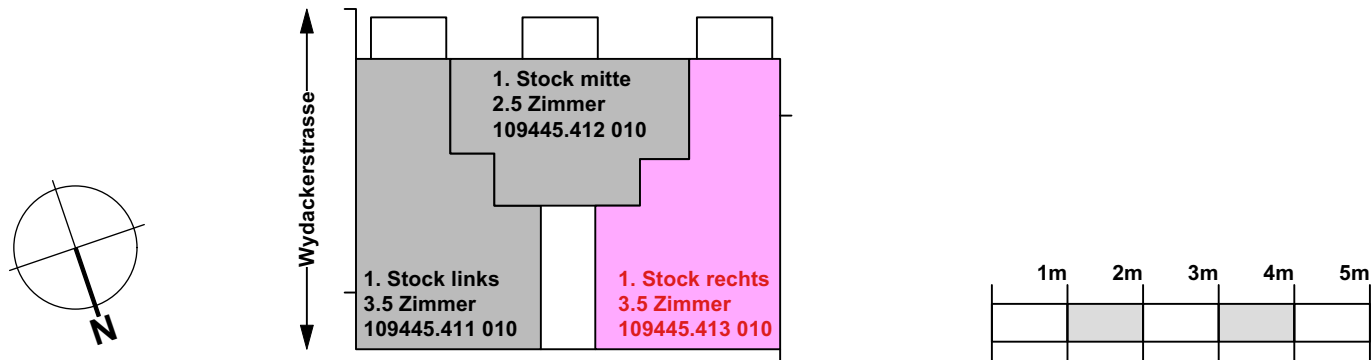 Wydackerstrasse
1. Stock mitte
2.5 Zimmer
109445.412 010
1. Stock links
3.5 Zimmer
109445.411 010
1. Stock rechts
3.5 Zimmer
109445.413 010
N
1m 2m 3m 4m 5m